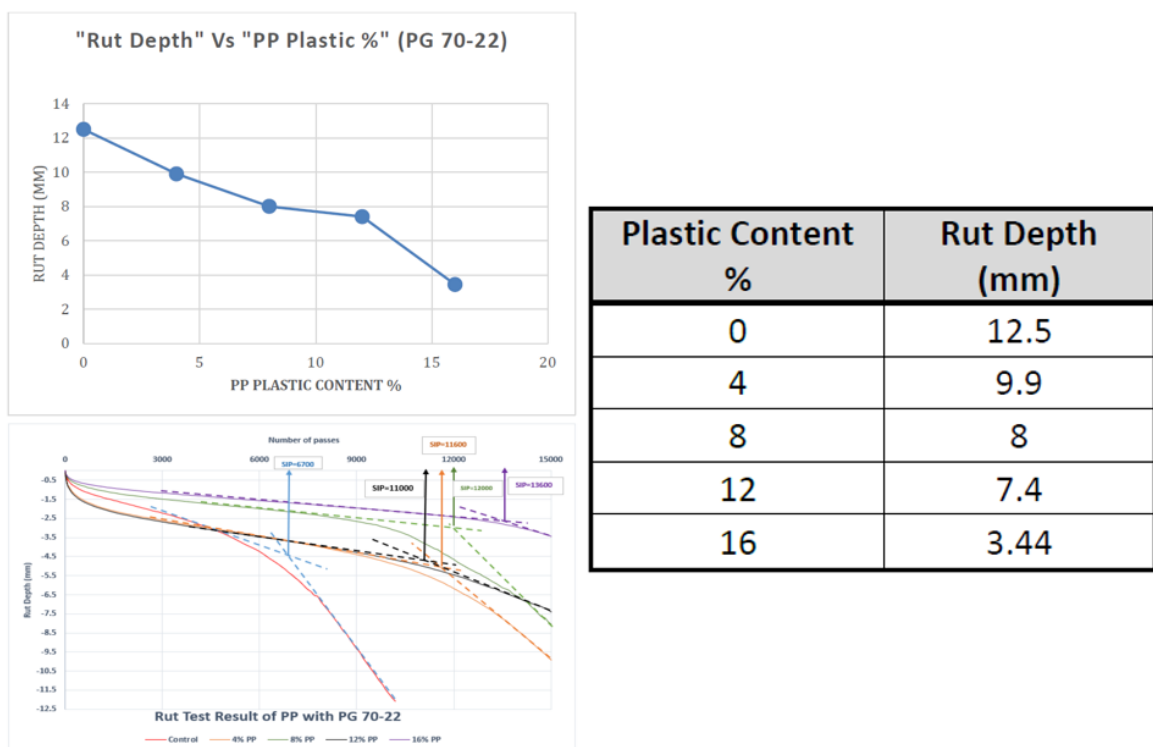 "Rut Depth" Vs "PP Plastic %" (PG 70-22)
RUT DEPTH (MM)
14
12
10
8
6
4
2
0
0 5 10 15 20
PP PLASTIC CONTENT %
Number of passes
0 3000 6000 9000 12000 15000
SIP=6700
SIP=11000
SIP=11600
SIP=12000
SIP=13600
Rut Depth (mm)
-0.5
-1.5
-2.5
-3.5
-4.5
-5.5
-6.5
-7.5
-8.5
-9.5
-10.5
-11.5
-12.5
Rut Test Result of PP with PG 70-22
Control 4% PP 8% PP 12% PP 16% PP
Plastic Content % Rut Depth (mm)
0 12.5
4 9.9
8 8
12 7.4
16 3.44